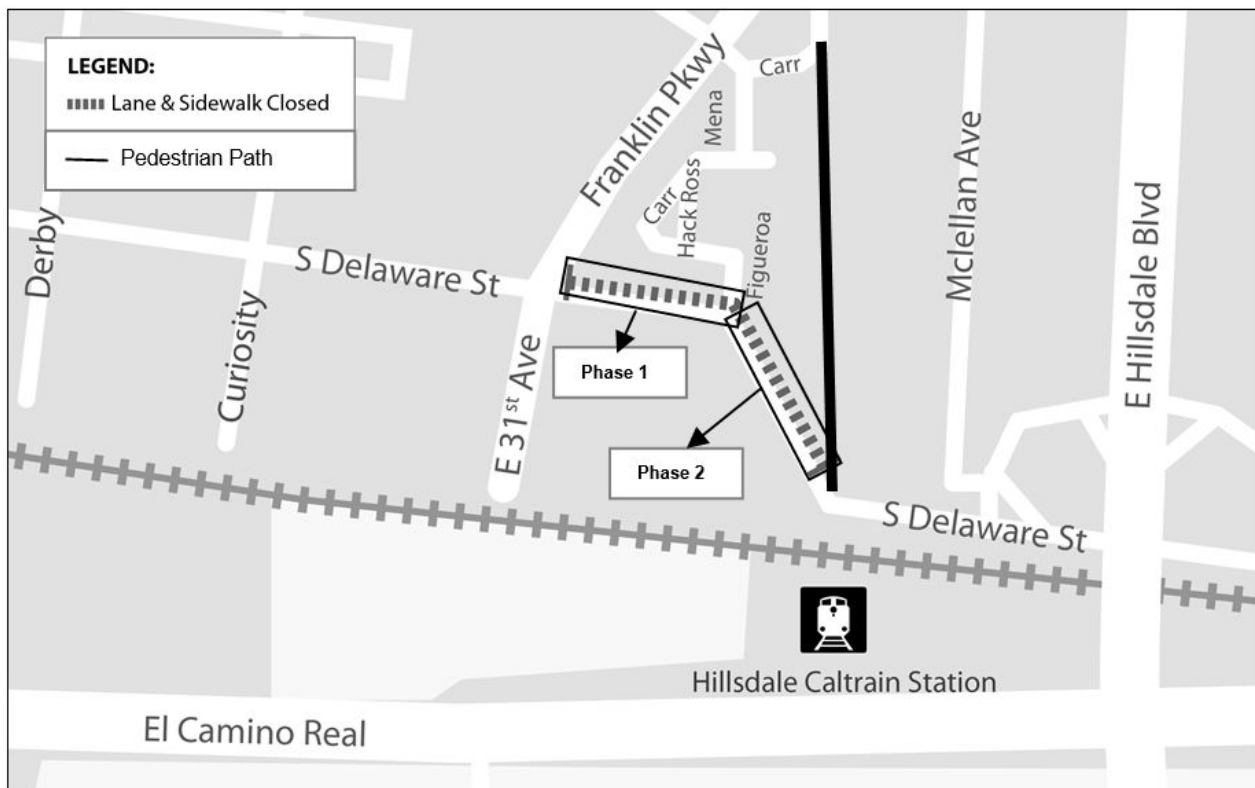 LEGEND:
Lane & Sidewalk Closed
Pedestrian Path
Franklin Pkwy
Carr
Mena
Hack Ross
Carr
Figueroa
Mclellan Ave
E Hillsdale Blvd
Derby
Curiosity
S Delaware St
E 31st Ave
Phase 1
Phase 2
S Delaware St
Hillsdale Caltrain Station
El Camino Real